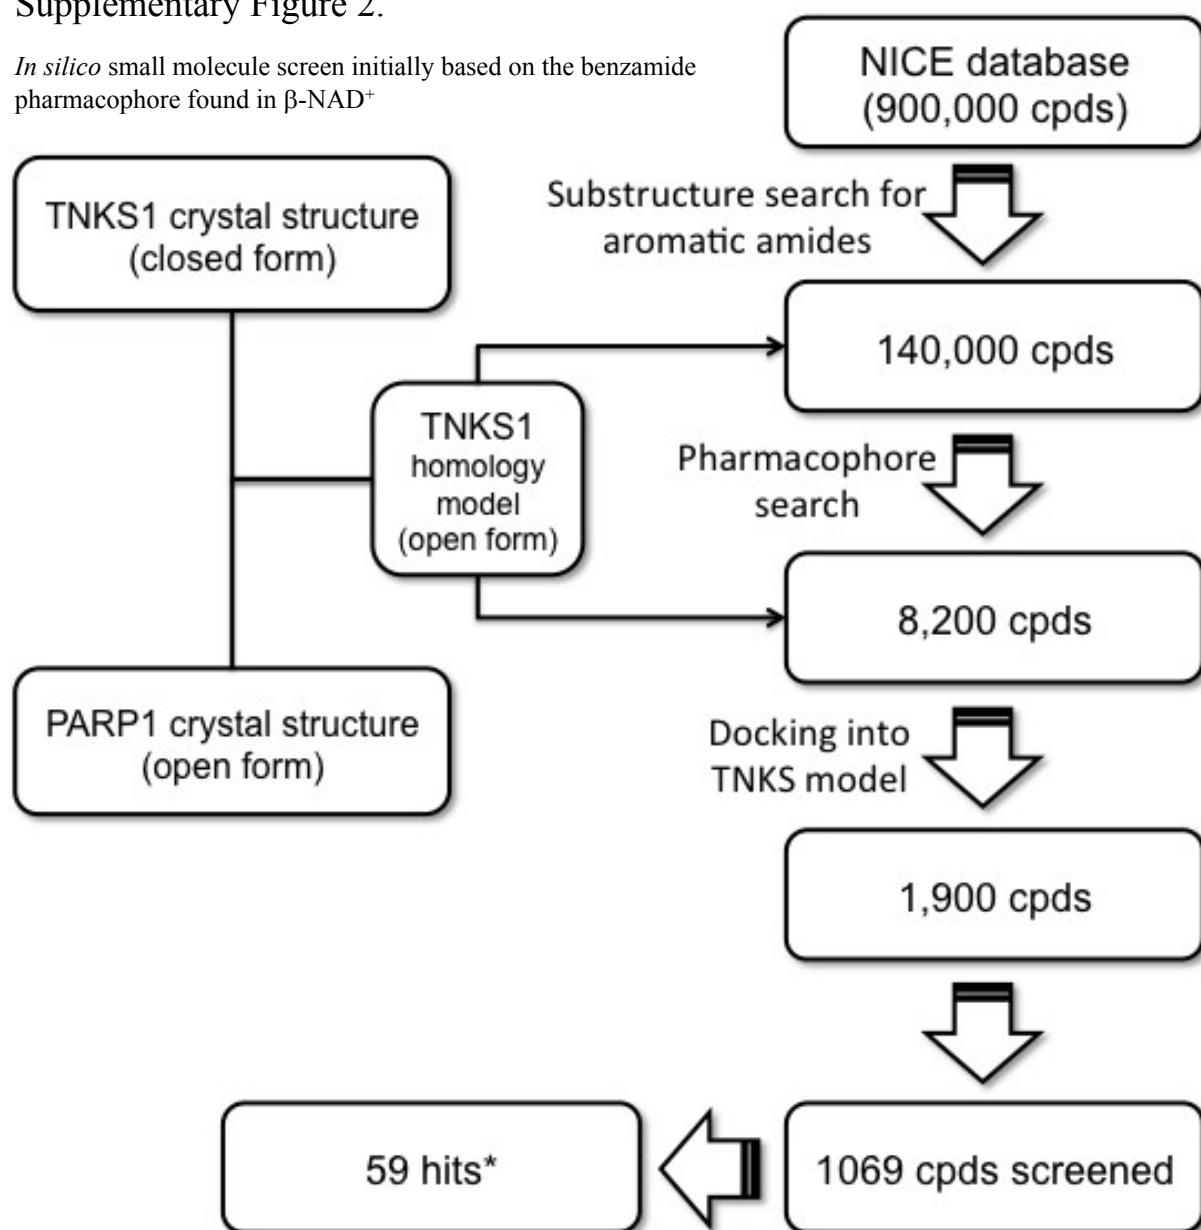 Supplementary Figure 2.
In silico small molecule screen initially based on the benzamide
pharmacophore found in β-NAD⁺
NICE database
(900,000 cpds)
Substructure search for
aromatic amides
TNKS1 crystal structure
(closed form)
140,000 cpds
TNKS1
homology
model
(open form)
Pharmacophore
search
8,200 cpds
PARP1 crystal structure
(open form)
Docking into
TNKS model
1,900 cpds
1069 cpds screened
59 hits*